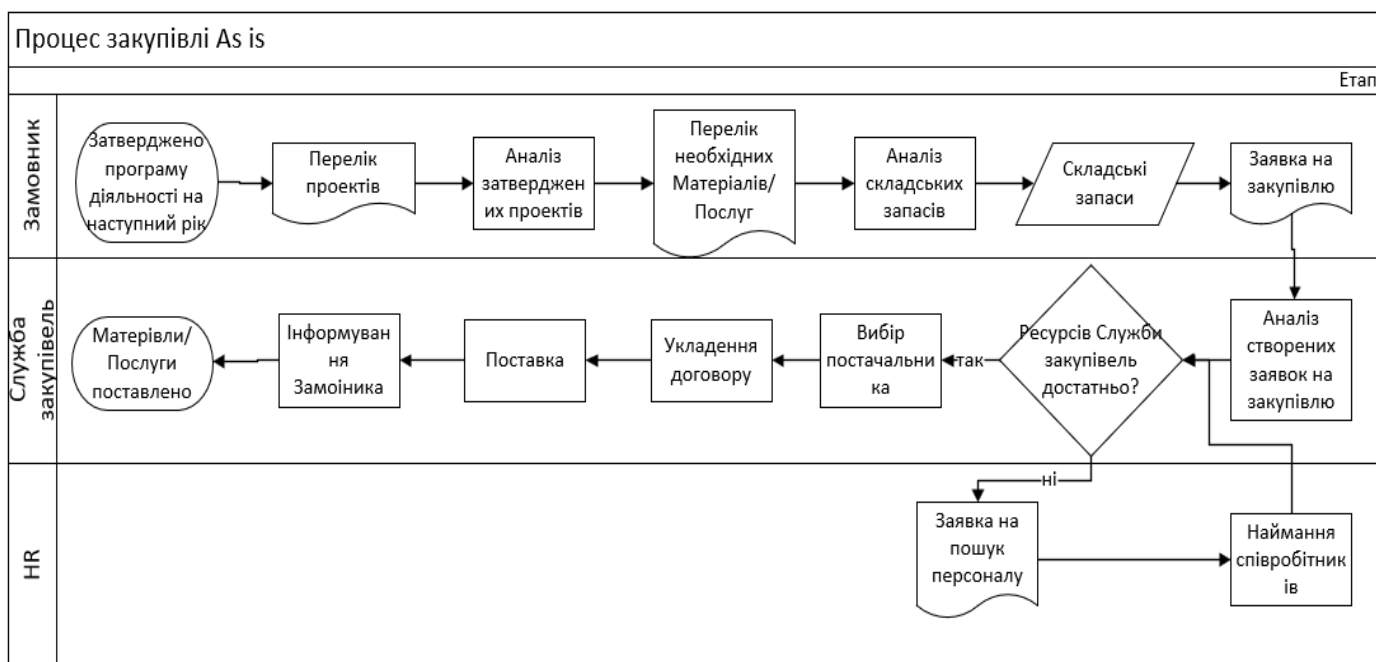 Процес закупівлі As is
Етап
Замовник
Затверджено
програму
діяльності на
наступний рік
Перелік
проектів
Аналіз
затверджен
их проектів
Перелік
необхідних
Матеріалів/
Послуг
Аналіз
складських
запасів
Складські
запаси
Заявка на
закупівлю
Служба
закупівель
Матерівли/
Послуги
поставлено
Інформуван
ня
Замоіника
Поставка
Укладення
договору
Вибір
постачальни
ка
так
Ресурсів Служби
закупівель
достатньо?
Аналіз
створених
заявок на
закупівлю
HR
ні
Заявка на
пошук
персоналу
Наймання
співробітник
ів